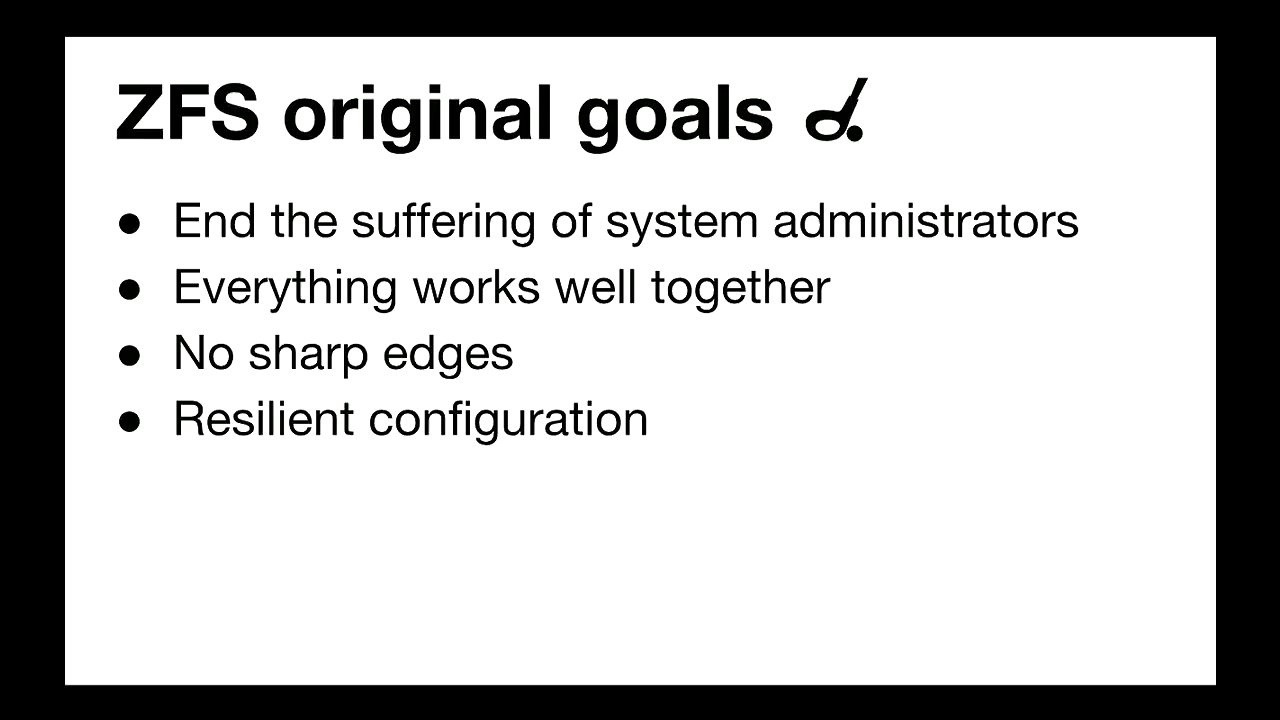 ZFS original goals
● End the suffering of system administrators
● Everything works well together
● No sharp edges
● Resilient configuration